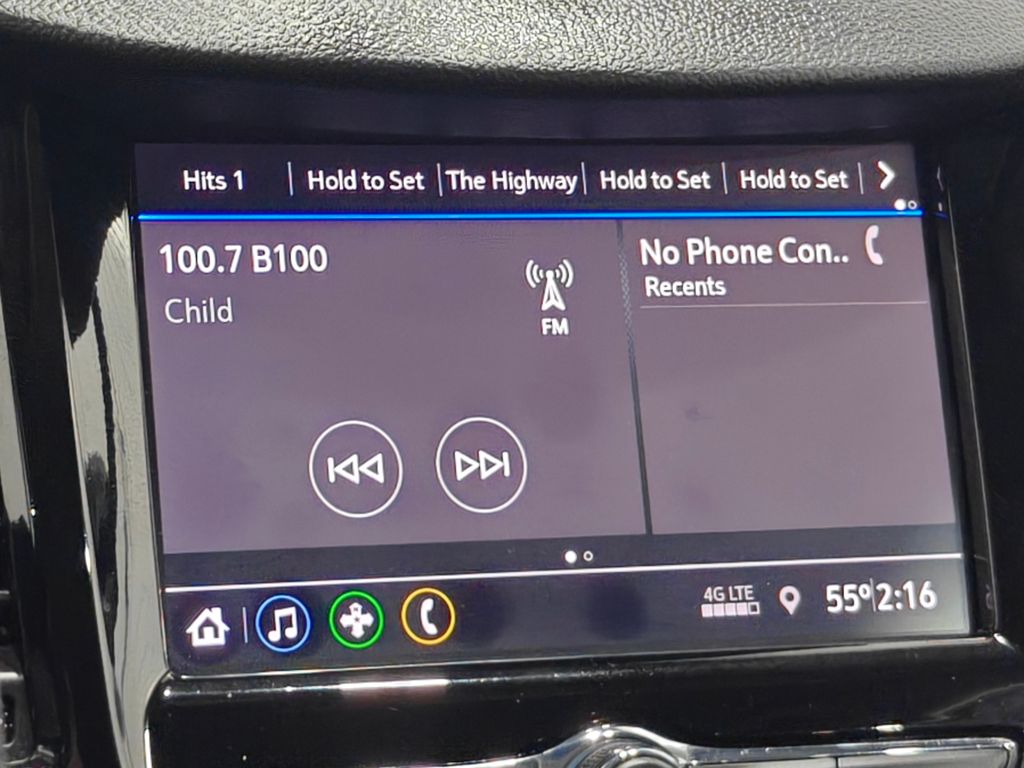 Hits 1 Hold to Set The Highway Hold to Set Hold to Set
100.7 B100
Child
FM
No Phone Con..
Recents
4G LTE 55° 2:16